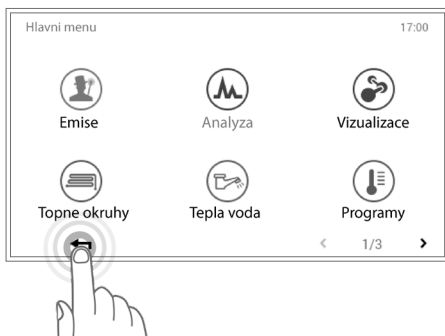 Hlavni menu 17:00
Emise Analyza Vizualizace
Topne okruhy Tepla voda Programy
< 1/3 >